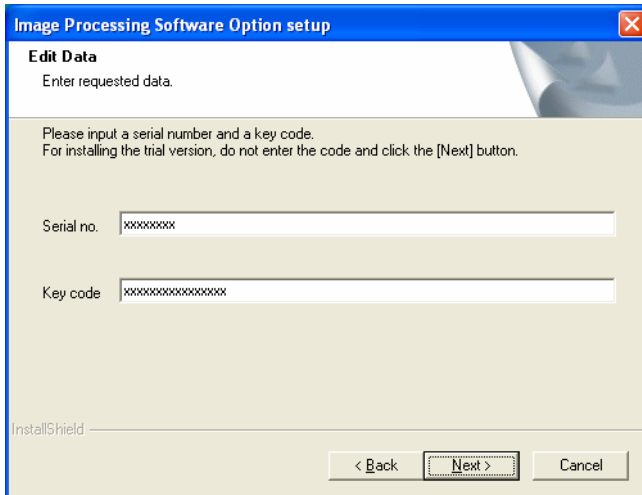 Image Processing Software Option setup
Edit Data
Enter requested data.
Please input a serial number and a key code.
For installing the trial version, do not enter the code and click the [Next] button.
Serial no. xxxxxxxx
Key code xxxxxxxxxxxxxxxx
InstallShield
< Back Next > Cancel